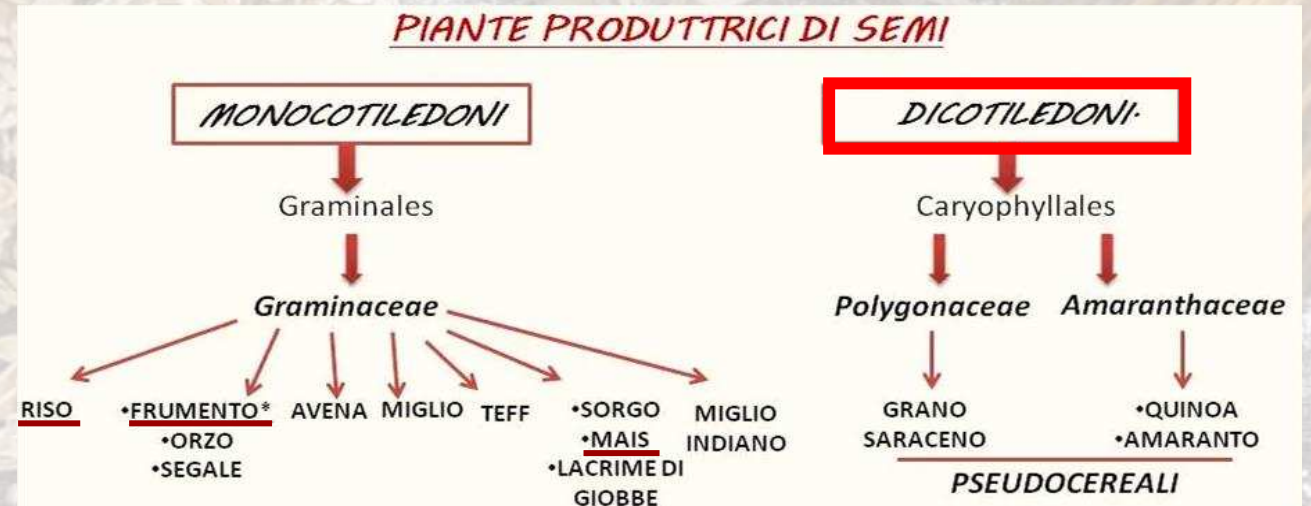 PIANTE PRODUTTRICI DI SEMI
MONOCOTILEDONI
DICOTILEDONI.
Graminales
Caryophyllales
Graminaceae
Polygonaceae
Amaranthaceae
RISO
•FRUMENTO*
•ORZO
•SEGALE
AVENA
MIGLIO
TEFF
•SORGO
•MAIS
•LACRIME DI
GIOBBE
MIGLIO
INDIANO
GRANO
SARACENO
•QUINOA
•AMARANTO
PSEUDOCEREALI